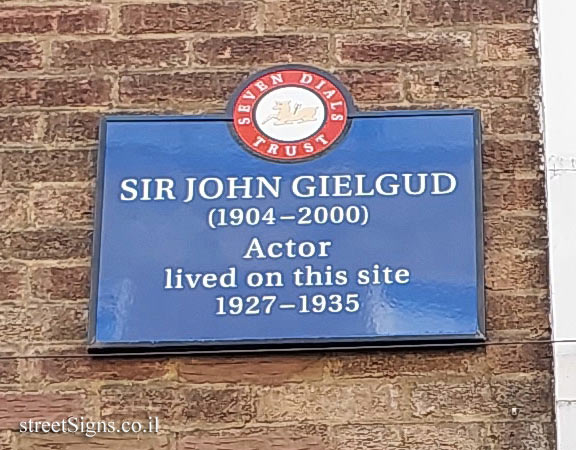 SEVEN DIALS
TRUST
SIR JOHN GIELGUD
(1904–2000)
Actor
lived on this site
1927–1935
streetSigns.co.il